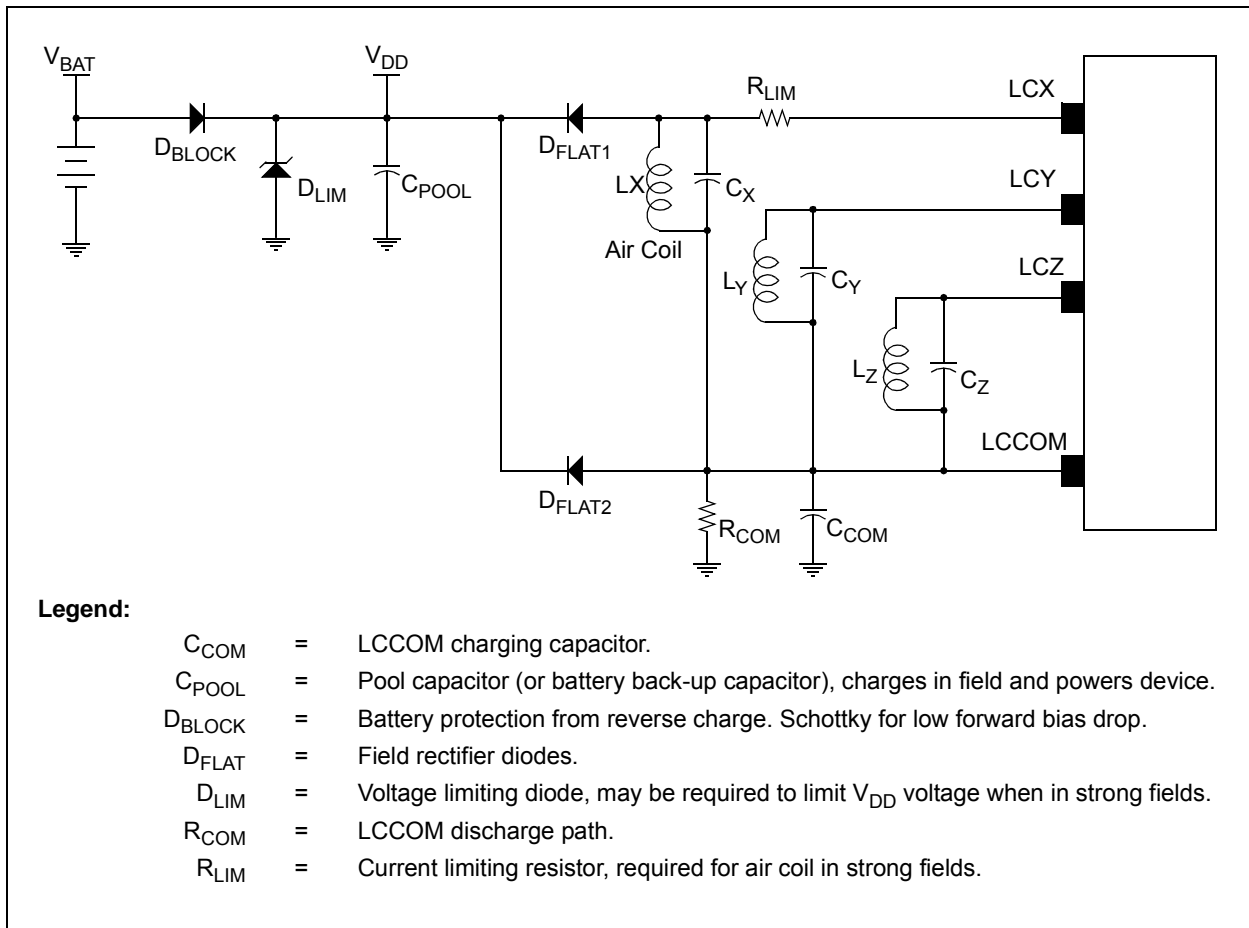 VBAT
VDD
RLIM
LCX
DBLOCK
DLIM
CPOOL
DFLAT1
LX
CX
Air Coil
LCY
LY
CY
LCZ
LZ
CZ
LCCOM
DFLAT2
RCOM
CCOM
Legend:
CCOM = LCCOM charging capacitor.
CPOOL = Pool capacitor (or battery back-up capacitor), charges in field and powers device.
DBLOCK = Battery protection from reverse charge. Schottky for low forward bias drop.
DFLAT = Field rectifier diodes.
DLIM = Voltage limiting diode, may be required to limit VDD voltage when in strong fields.
RCOM = LCCOM discharge path.
RLIM = Current limiting resistor, required for air coil in strong fields.